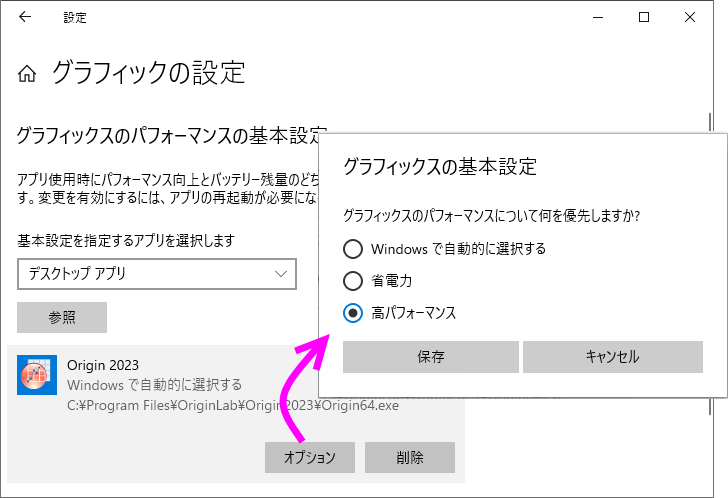 設定
グラフィックの設定
グラフィックスのパフォーマンスの基本設定
アプリ使用時にパフォーマンス向上とバッテリー残量のどち
す。変更を有効にするには、アプリの再起動が必要にな
基本設定を指定するアプリを選択します
デスクトップ アプリ
参照
Origin 2023
Windows で自動的に選択する
C:¥Program Files¥OriginLab¥Origin2023¥Origin64.exe
オプション
削除
グラフィックスの基本設定
グラフィックスのパフォーマンスについて何を優先しますか?
Windows で自動的に選択する
省電力
高パフォーマンス
保存
キャンセル